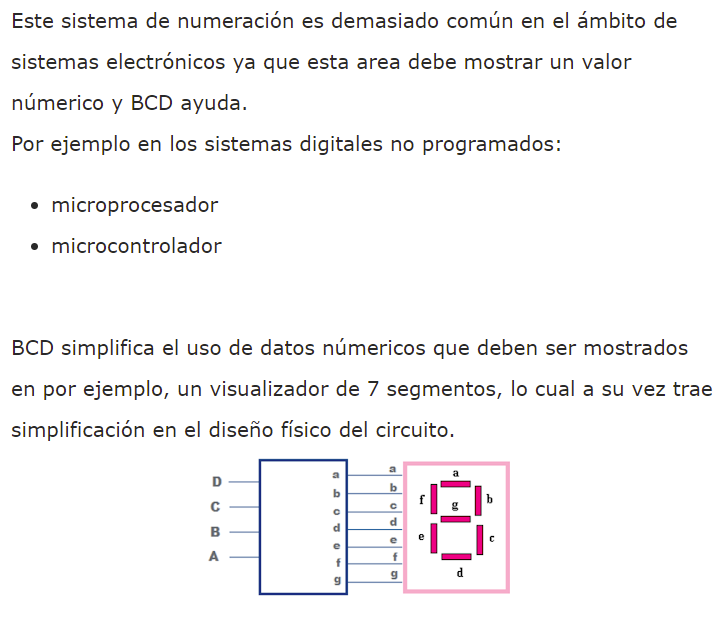 Este sistema de numeración es demasiado común en el ámbito de
sistemas electrónicos ya que esta area debe mostrar un valor
númerico y BCD ayuda.
Por ejemplo en los sistemas digitales no programados:
• microprocesador
• microcontrolador
BCD simplifica el uso de datos númericos que deben ser mostrados
en por ejemplo, un visualizador de 7 segmentos, lo cual a su vez trae
simplificación en el diseño físico del circuito.
D
C
B
A
a
b
c
d
e
f
g
a
b
c
d
e
f
g
a
f
b
g
e
c
d